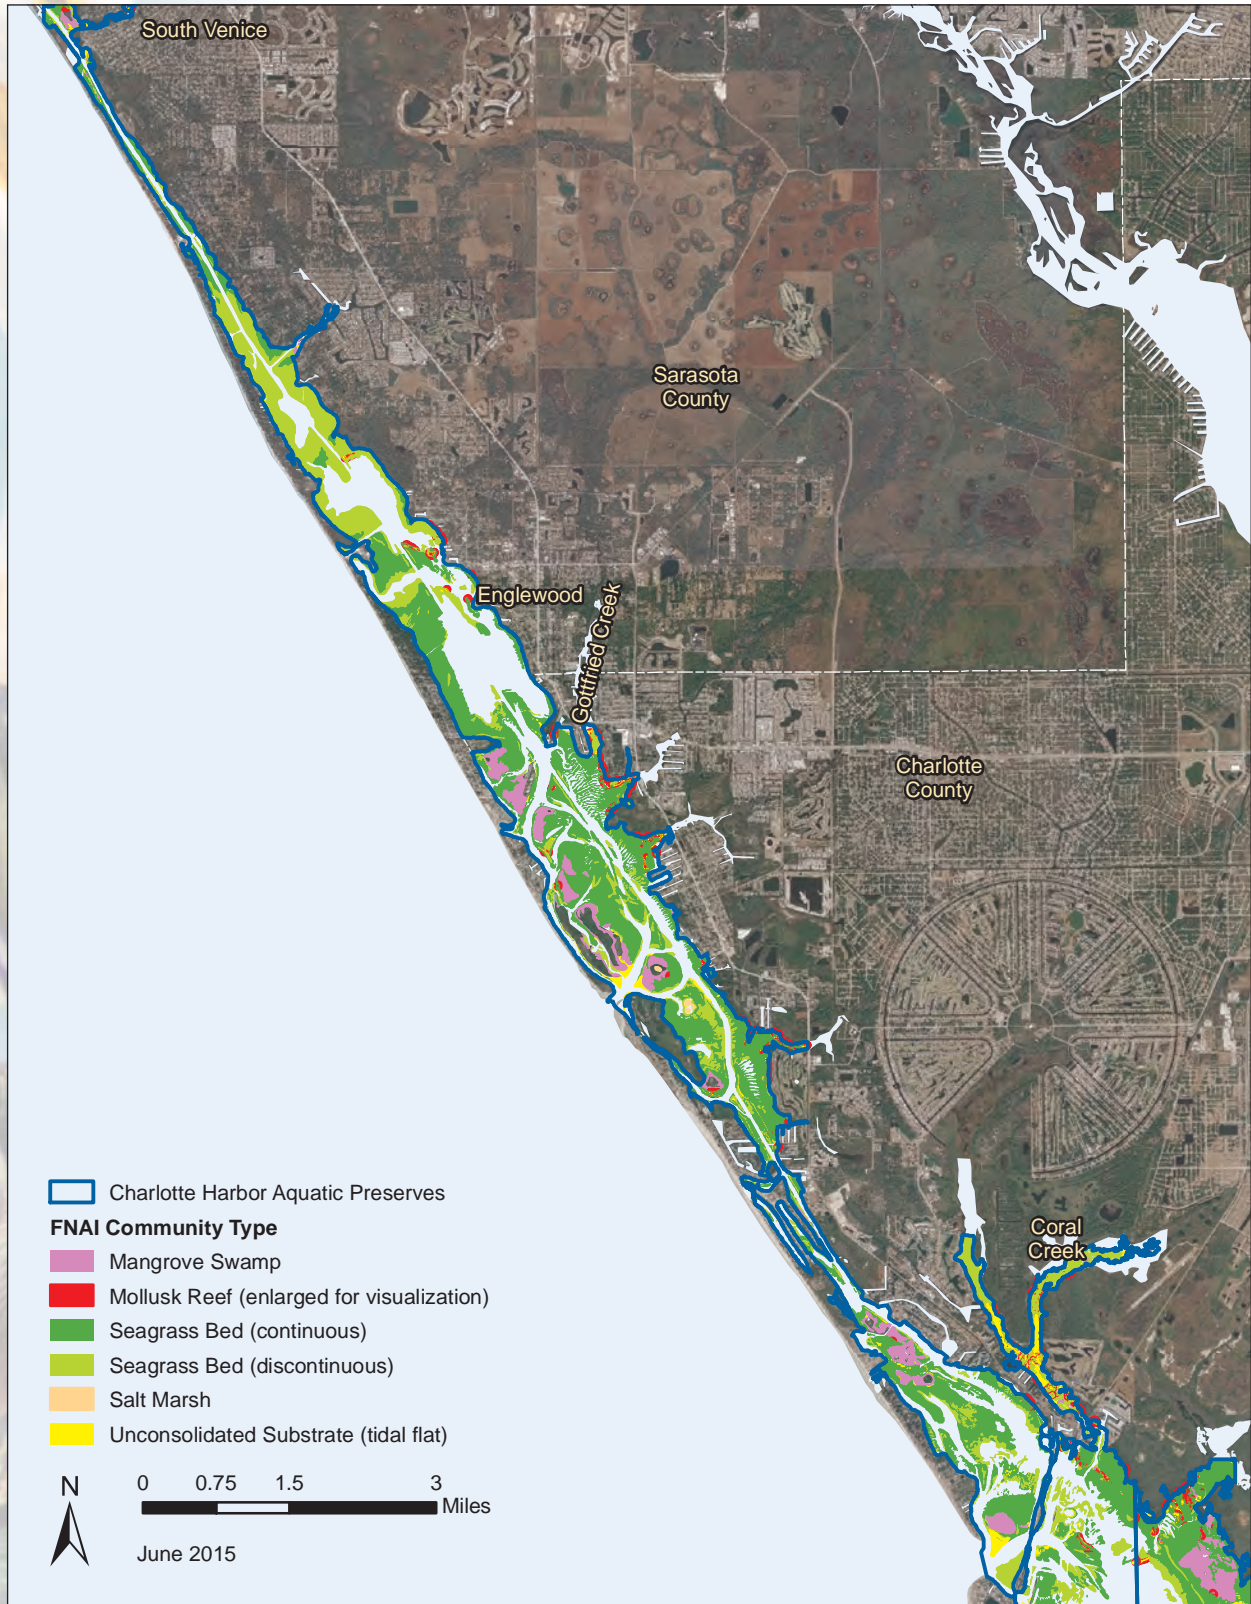 South Venice
Sarasota
County
Englewood
Gottfried Creek
Charlotte
County
Coral
Creek
Charlotte Harbor Aquatic Preserves
FNAI Community Type
Mangrove Swamp
Mollusk Reef (enlarged for visualization)
Seagrass Bed (continuous)
Seagrass Bed (discontinuous)
Salt Marsh
Unconsolidated Substrate (tidal flat)
N
0 0.75 1.5 3
Miles
June 2015